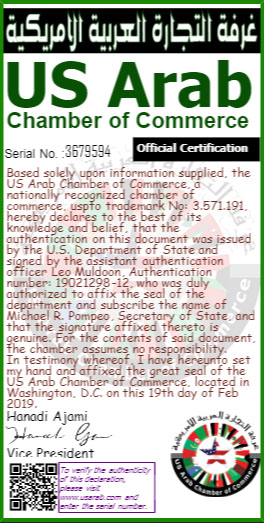 غرفة التجارة العربية الامريكية
US Arab
Chamber of Commerce
Serial No. :3679594
Official Certification
Based solely upon information supplied, the
US Arab Chamber of Commerce, a
nationally recognized chamber of
commerce, uspto trademark No: 3.571.191,
hereby declares to the best of its
knowledge and belief, that the
authentication on this document was issued
by the U.S. Department of State and
signed by the assistant authentication
officer Leo Muldoon, Authentication
number: 19021298-12, who was duly
authorized to affix the seal of the
department and subscribe the name of
Michael R. Pompeo, Secretary of State, and
that the signature affixed thereto is
genuine. For the contents of said document,
the chamber assumes no responsibility.
In testimony whereof, I have hereunto set
my hand and affixed the great seal of the
US Arab Chamber of Commerce, located in
Washington, D.C. on this 19th day of Feb
2019.
Hanadi Ajami
Vice President
To verify the authenticity
of this declaration,
please visit
www.usarab.com and
enter the serial number.
غرفة التجارة العربية الامريكية
US Arab Chamber of Commerce